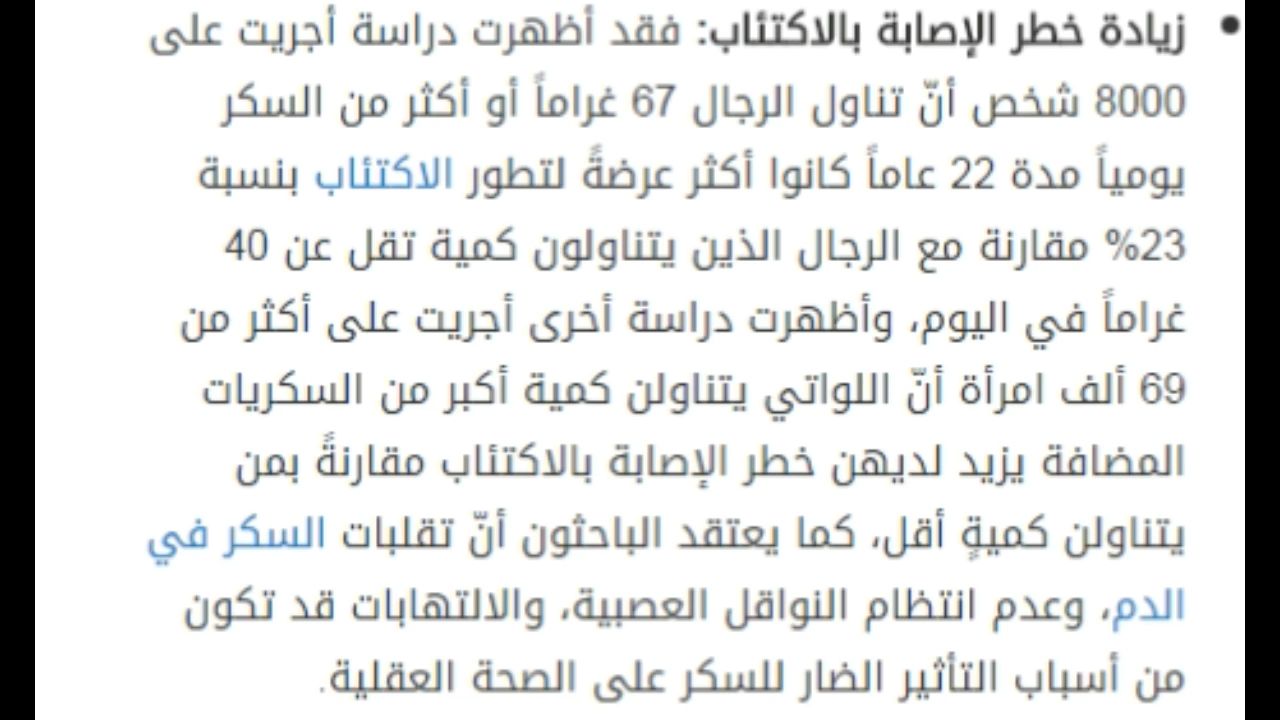 • زيادة خطر الإصابة بالاكتئاب: فقد أظهرت دراسة أجريت على
8000 شخص أنّ تناول الرجال 67 غراماً أو أكثر من السكر
يومياً مدة 22 عاماً كانوا أكثر عرضةً لتطور الاكتئاب بنسبة
23% مقارنة مع الرجال الذين يتناولون كمية تقل عن 40
غراماً في اليوم، وأظهرت دراسة أخرى أجريت على أكثر من
69 ألف امرأة أنّ اللواتي يتناولن كمية أكبر من السكريات
المضافة يزيد لديهن خطر الإصابة بالاكتئاب مقارنةً بمن
يتناولن كميةٍ أقل، كما يعتقد الباحثون أنّ تقلبات السكر في
الدم، وعدم انتظام النواقل العصبية، والالتهابات قد تكون
من أسباب التأثير الضار للسكر على الصحة العقلية.